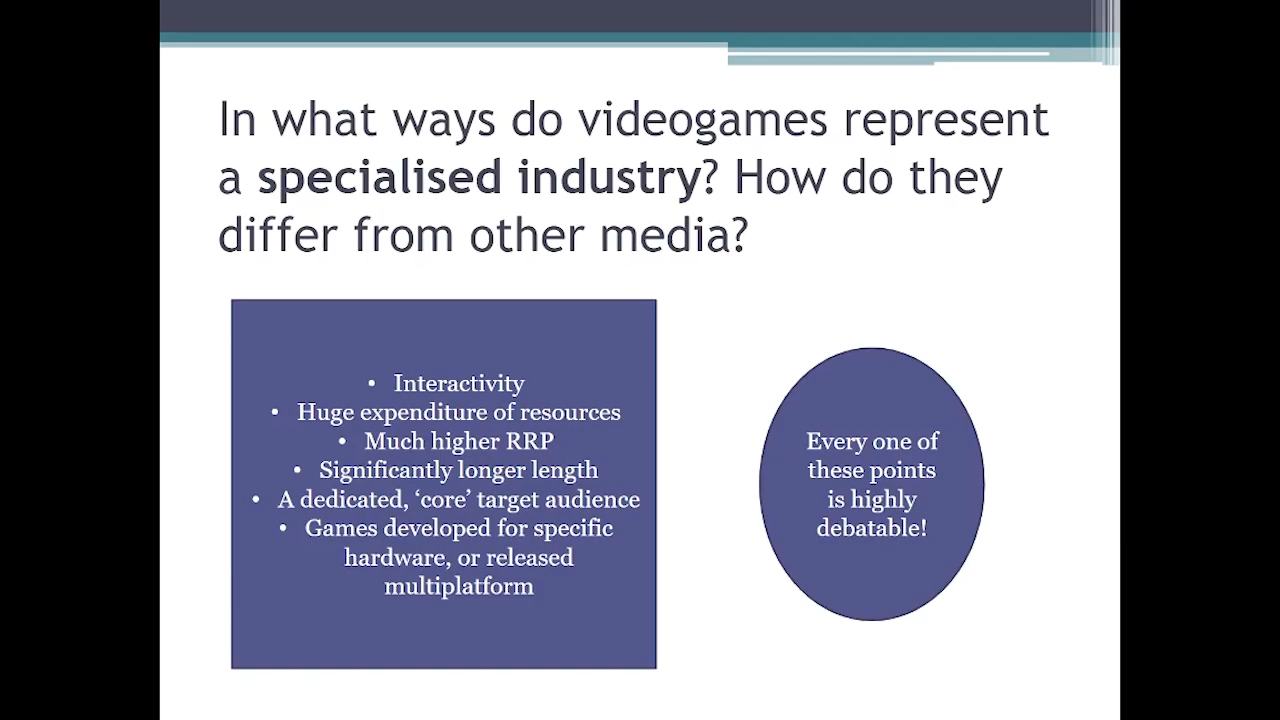 In what ways do videogames represent
a specialised industry? How do they
differ from other media?
• Interactivity
• Huge expenditure of resources
• Much higher RRP
• Significantly longer length
• A dedicated, ‘core’ target audience
• Games developed for specific
hardware, or released
multiplatform
Every one of
these points
is highly
debatable!